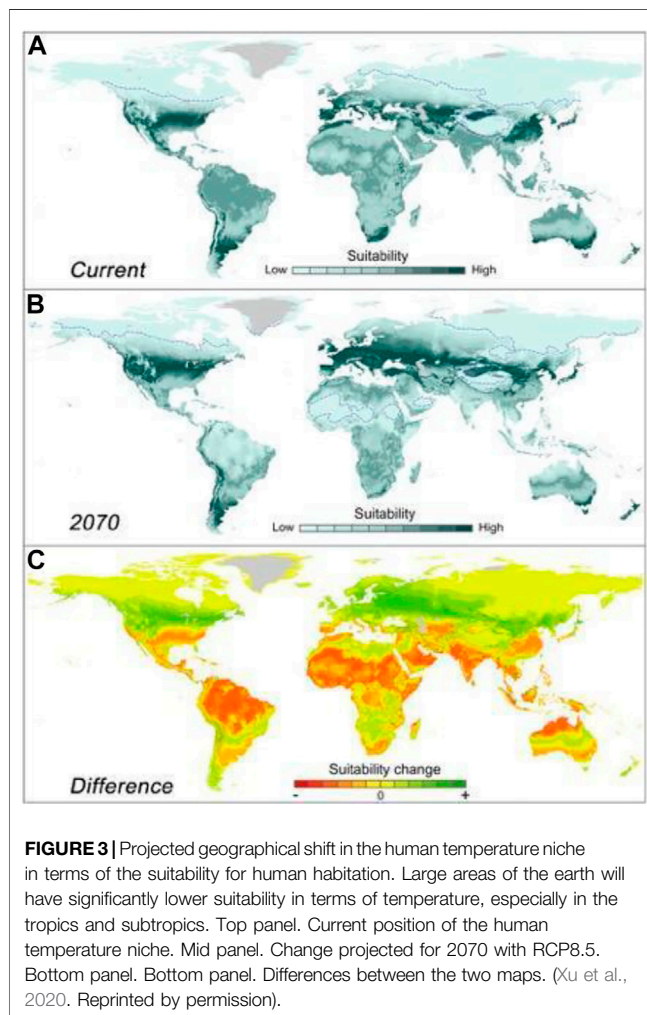 A
Suitability
Low High
Current
B
Suitability
Low High
2070
C
Suitability change
- 0 +
Difference
FIGURE 3 | Projected geographical shift in the human temperature niche
in terms of the suitability for human habitation. Large areas of the earth will
have significantly lower suitability in terms of temperature, especially in the
tropics and subtropics. Top panel. Current position of the human
temperature niche. Mid panel. Change projected for 2070 with RCP8.5.
Bottom panel. Bottom panel. Differences between the two maps. (Xu et al.,
2020. Reprinted by permission).